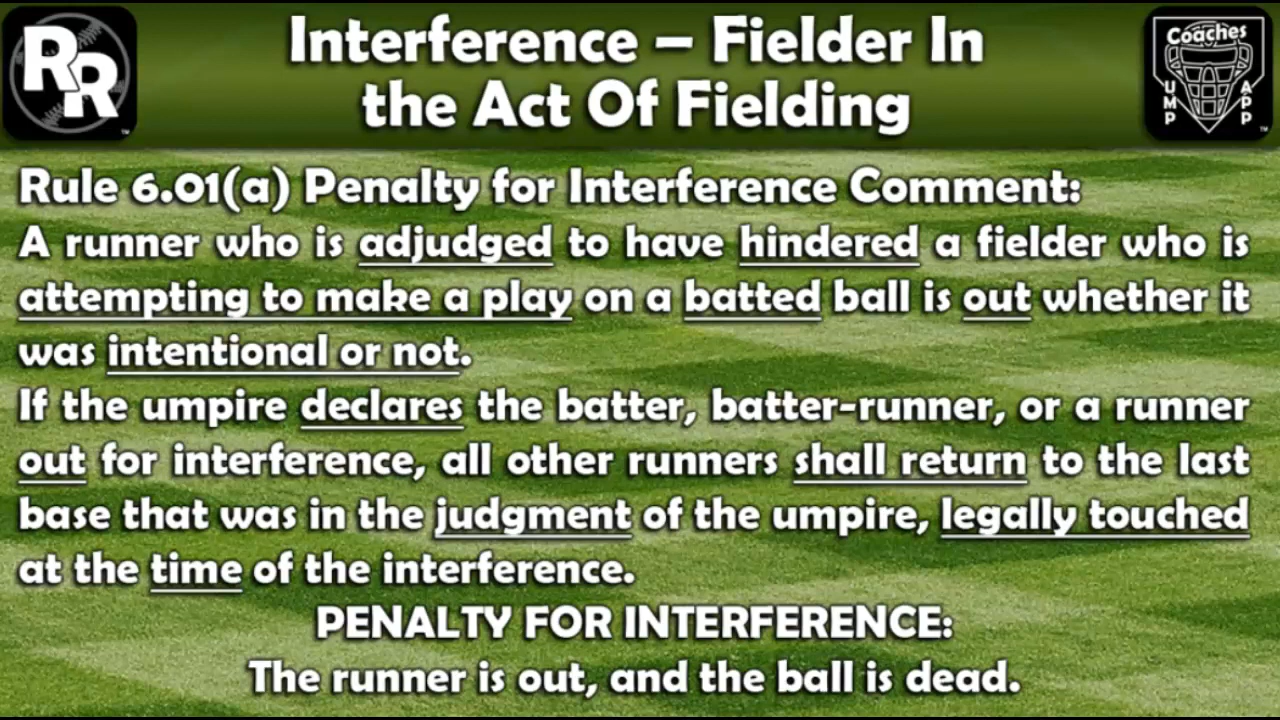 Interference – Fielder In
the Act Of Fielding
RR
TM
Coaches
UMP
APP
TM
Rule 6.01(a) Penalty for Interference Comment:
A runner who is adjudged to have hindered a fielder who is
attempting to make a play on a batted ball is out whether it
was intentional or not.
If the umpire declares the batter, batter-runner, or a runner
out for interference, all other runners shall return to the last
base that was in the judgment of the umpire, legally touched
at the time of the interference.
PENALTY FOR INTERFERENCE:
The runner is out, and the ball is dead.